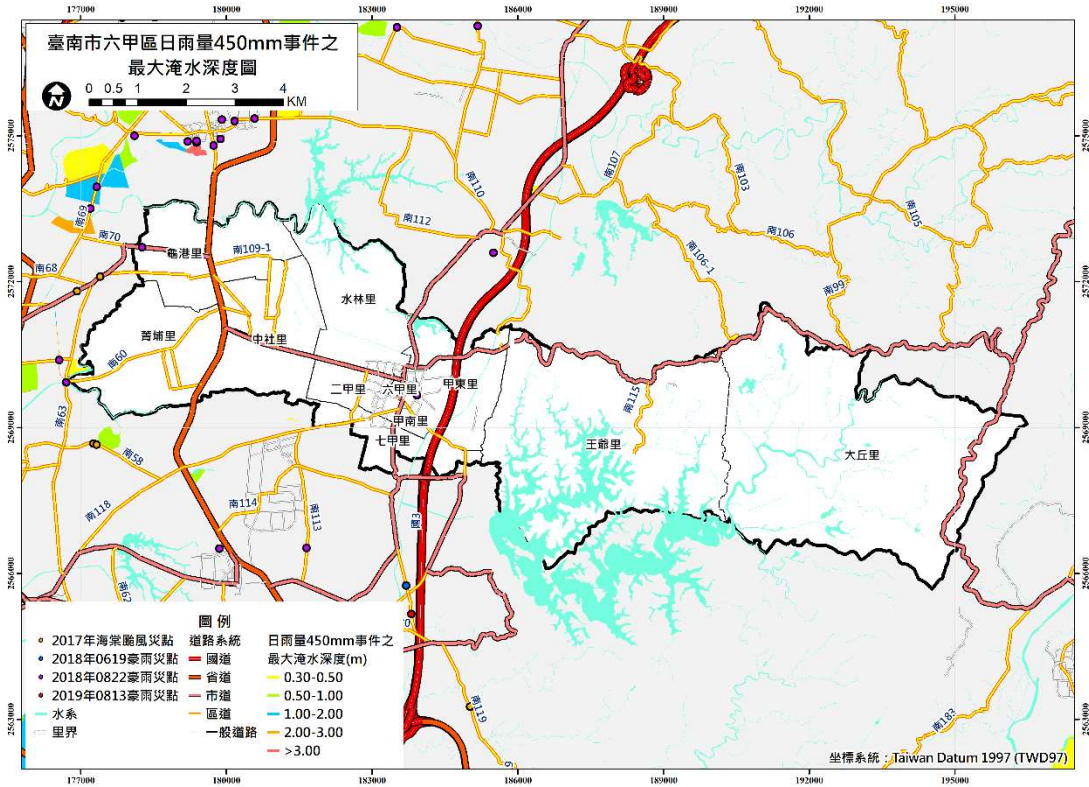 177000
180000
183000
186000
189000
192000
195000
臺南市六甲區日雨量450mm事件之
最大淹水深度圖
N
0 0.5 1 2 3 4
KM
2575000
2575000
南107
南103
南110
南69
南112
南105
南70
龜港里
南109-1
南106
南106-1
南68
2572000
2572000
水林里
南99
菁埔里
中社里
南60
二甲里
六甲里
甲東里
南115
南63
甲南里
2569000
2569000
七甲里
王爺里
大丘里
南58
南118
南114
南113
國3
2566000
2566000
南62
圖例
2017年海棠颱風災點
道路系統
日雨量450mm事件之
2018年0619豪雨災點
國道
最大淹水深度(m)
2018年0822豪雨災點
省道
0.30-0.50
2019年0813豪雨災點
市道
0.50-1.00
水系
區道
1.00-2.00
里界
一般道路
2.00-3.00
>3.00
南119
南183
2563000
2563000
坐標系統：Taiwan Datum 1997 (TWD97)
177000
180000
183000
186000
189000
192000
195000